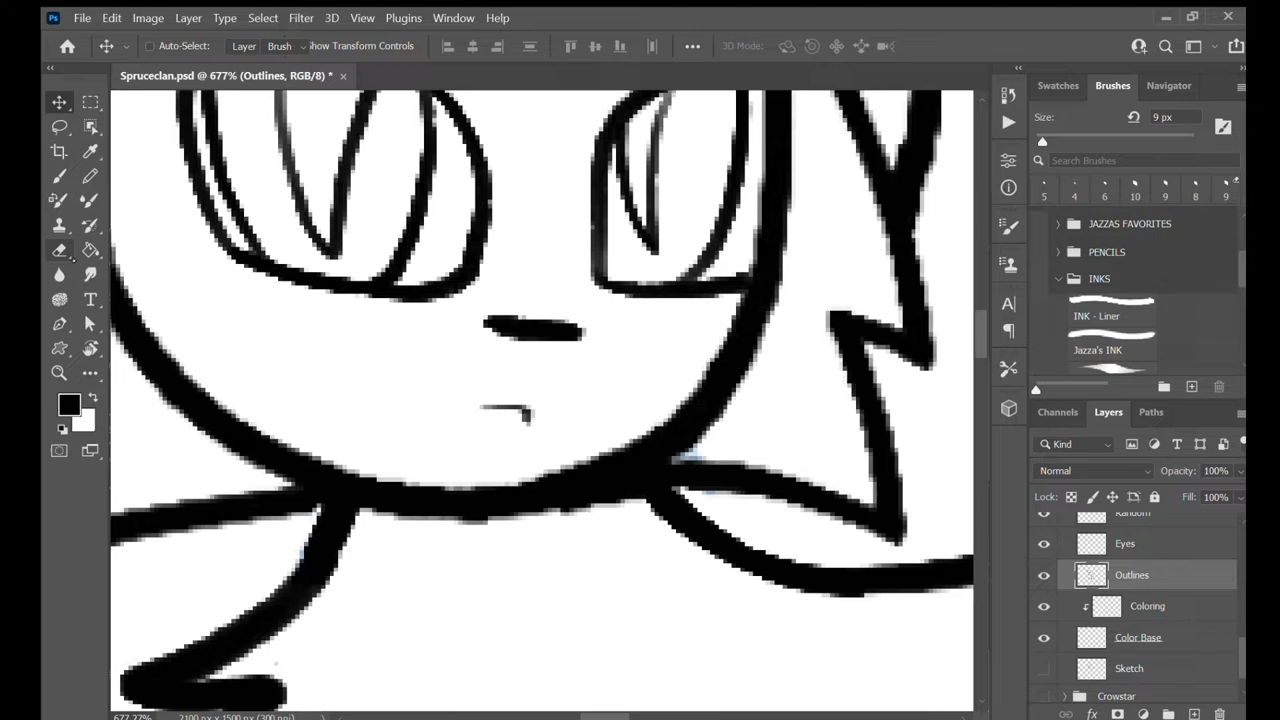 Ps File Edit Image Layer Type Select Filter 3D View Plugins Window Help
Auto-Select: Layer Brush Show Transform Controls 3D Mode:
Spruceclan.psd @ 677% (Outlines, RGB/8) *
Swatches Brushes Navigator
Size: 9 px
Search Brushes
5 4 6 10 9 8 9
JAZZAS FAVORITES
PENCILS
INKS
INK - Liner
Jazza's INK
Channels Layers Paths
Kind
Normal Opacity: 100%
Lock: Fill: 100%
Random
Eyes
Outlines
Coloring
Color Base
Sketch
Crowstar
677.27% 2100 px x 1500 px (300 ppi)